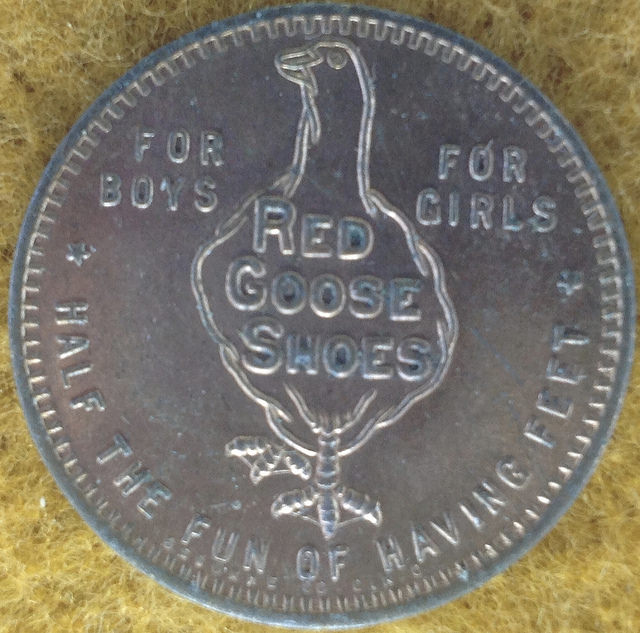 FOR
BOYS
FOR
GIRLS
RED
GOOSE
SHOES
* HALF THE FUN OF HAVING FEET *